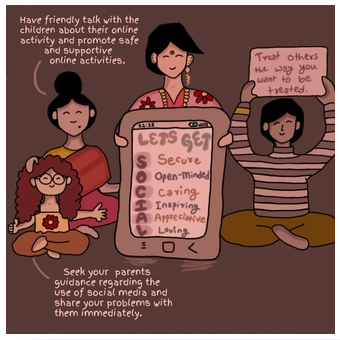 Have friendly talk with the
children about their online
activity and promote safe
and supportive
online activities.
Treat others
the way you
want to be
treated.
12:12
LETS GET
SOCIAL
Secure
Open-Minded
Caring
Inspiring
Appreciative
Loving
Seek your parents
guidance regarding the
use of social media and
share your problems with
them immediately.